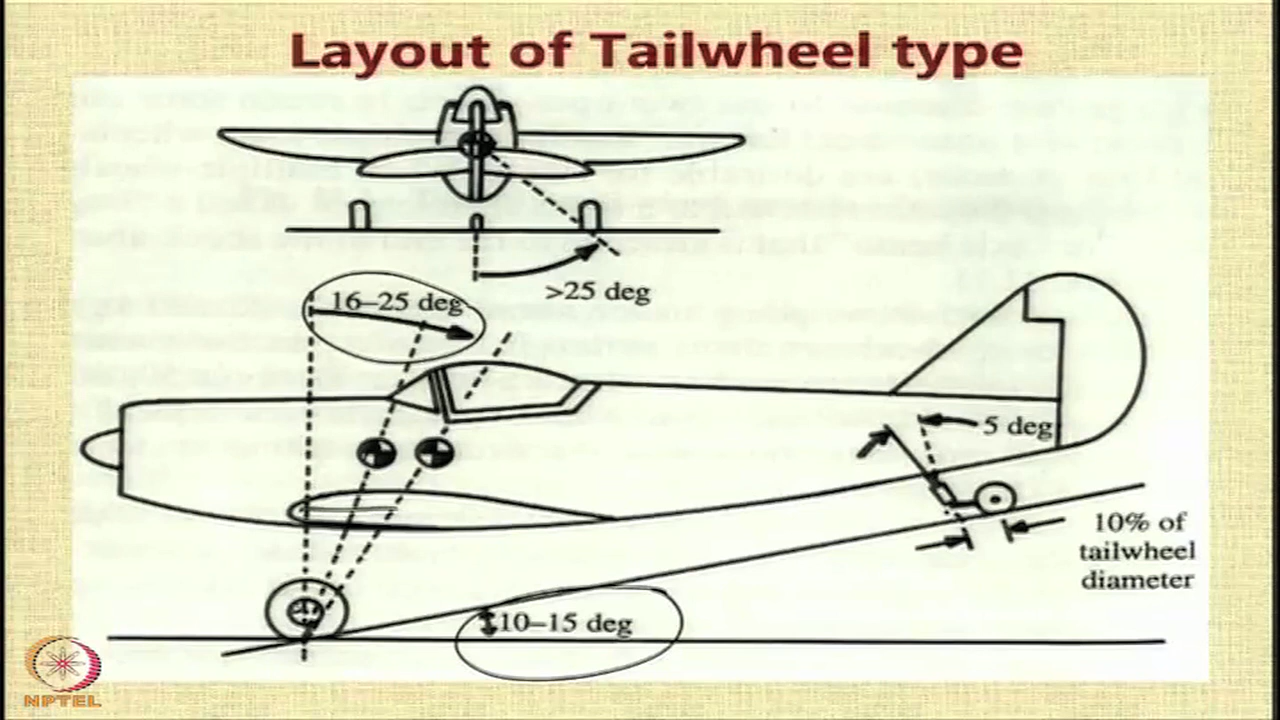 Layout of Tailwheel type
>25 deg
16–25 deg
5 deg
10% of
tailwheel
diameter
10–15 deg
NPTEL